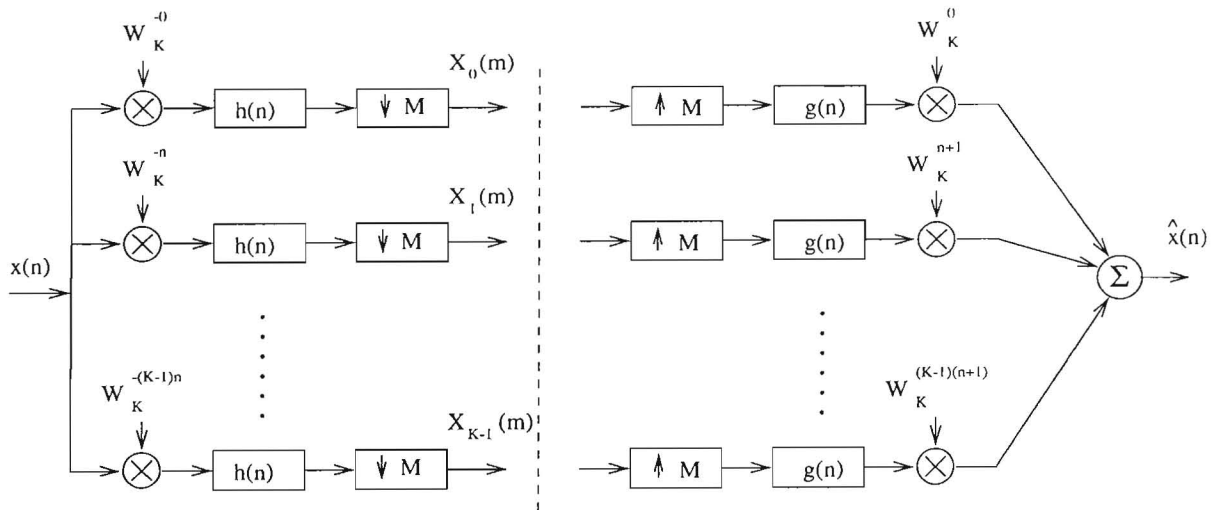 W_K^{-0} X_0(m) W_K^0
h(n) ↓ M ↑ M g(n)
W_K^{-n} X_1(m) W_K^{n+1}
h(n) ↓ M ↑ M g(n)
x(n) Σ x̂(n)
W_K^{-(K-1)n} X_{K-1}(m) W_K^{(K-1)(n+1)}
h(n) ↓ M ↑ M g(n)